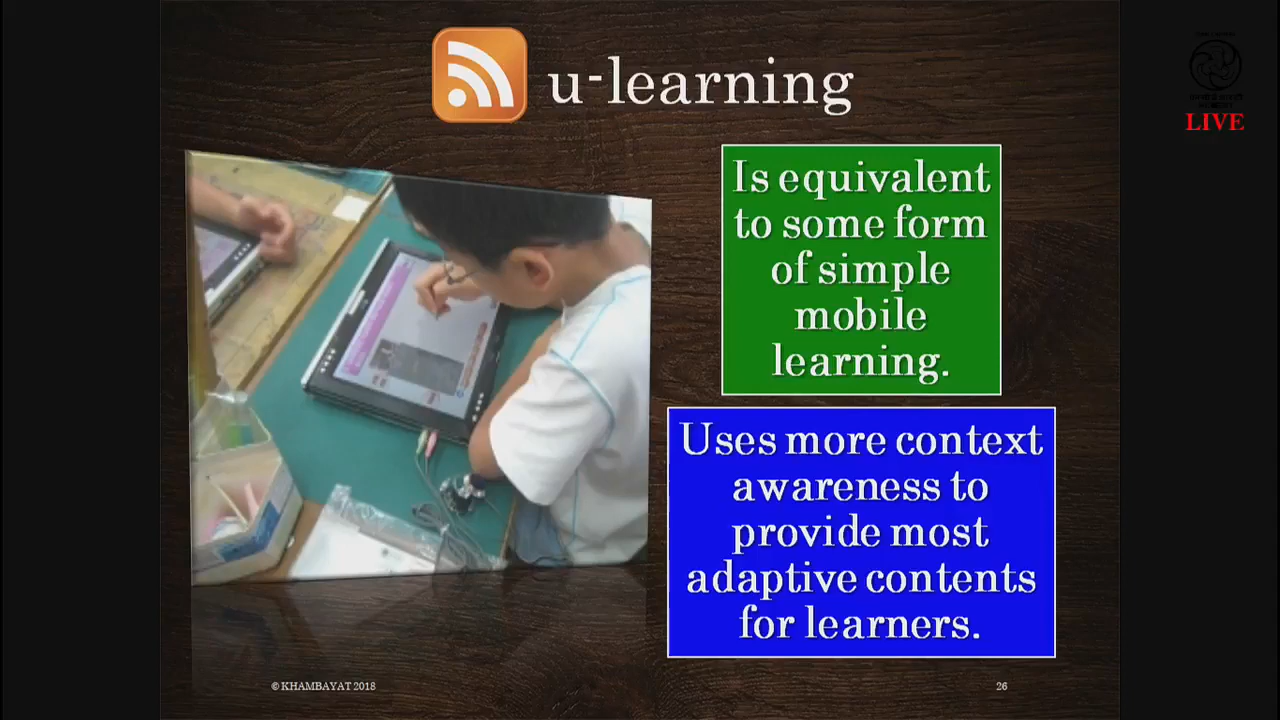 u-learning
LIVE
Is equivalent
to some form
of simple
mobile
learning.
Uses more context
awareness to
provide most
adaptive contents
for learners.
© KHAMBAYAT 2018
26